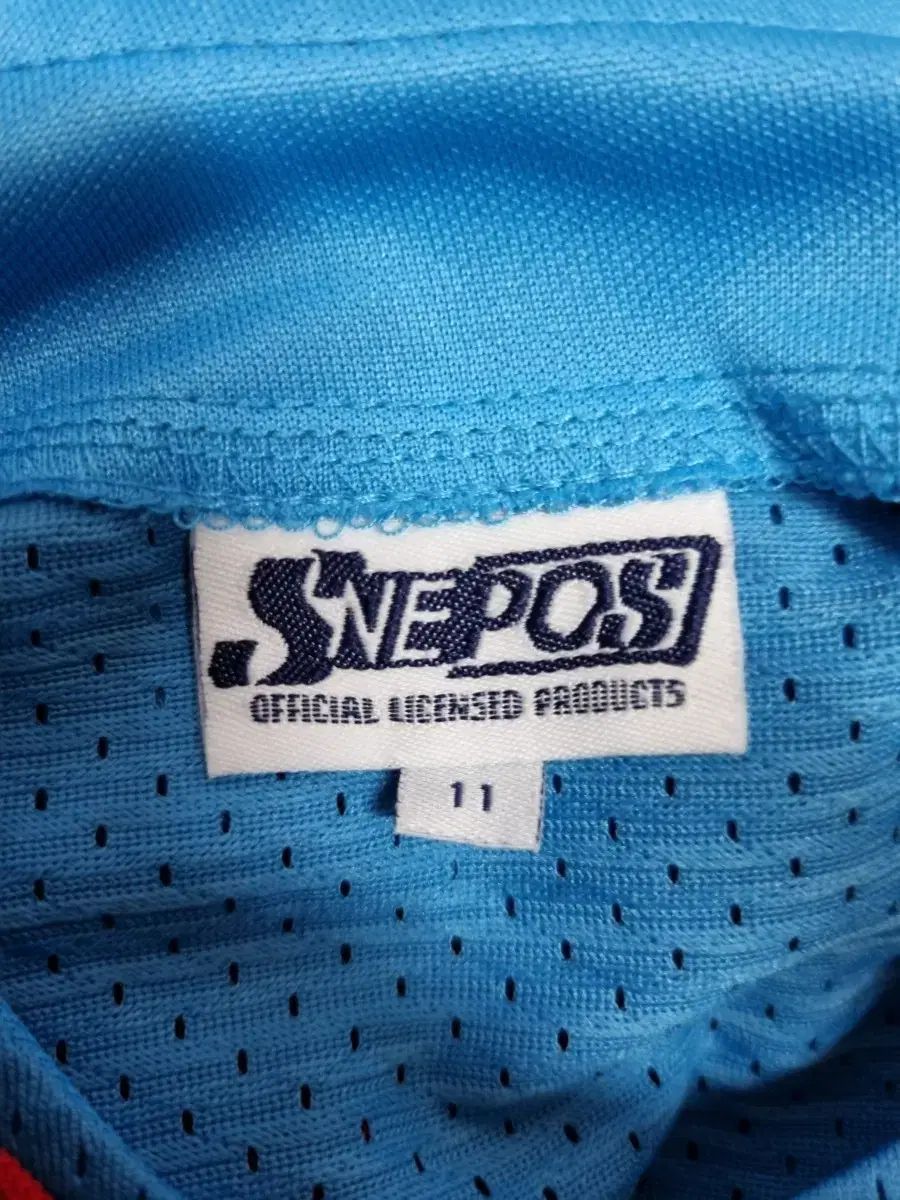 SNEPOS
OFFICIAL LICENSED PRODUCTS
11